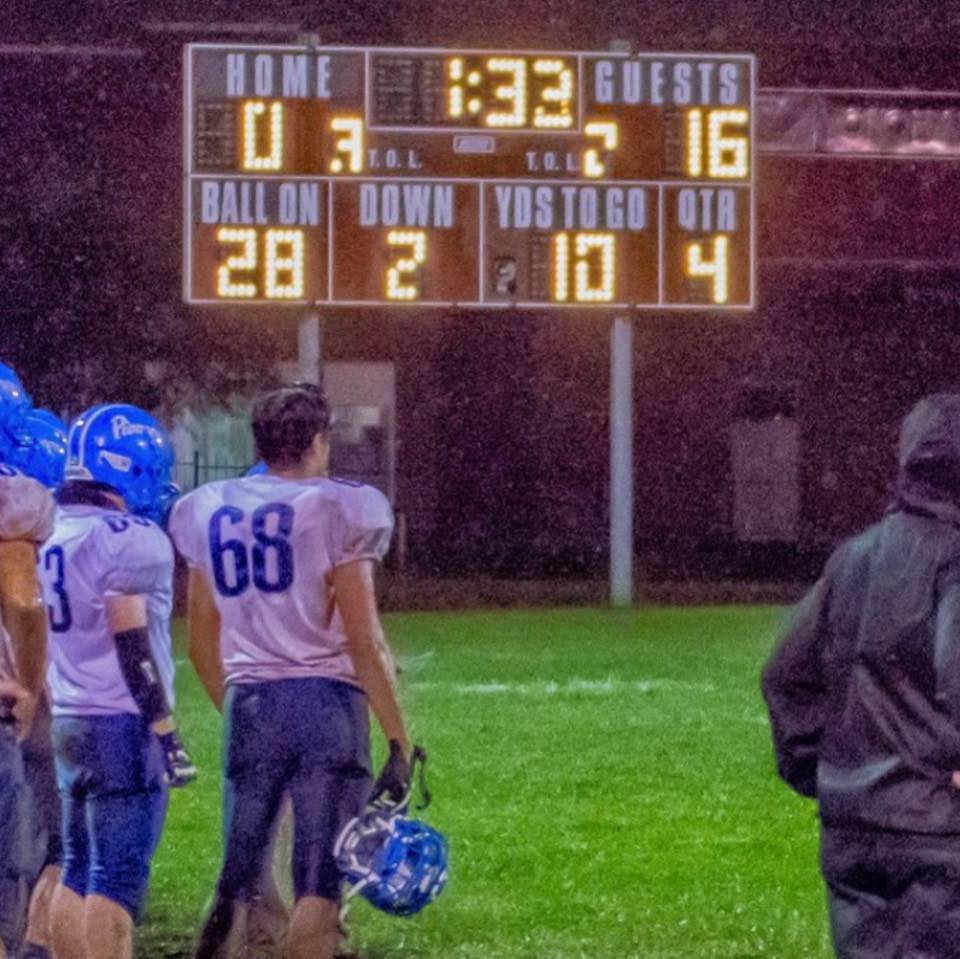 HOME 1:33 GUESTS
0 3 T.O.L. T.O.L. 2 16
BALL ON DOWN YDS TO GO QTR
28 2 10 4
68